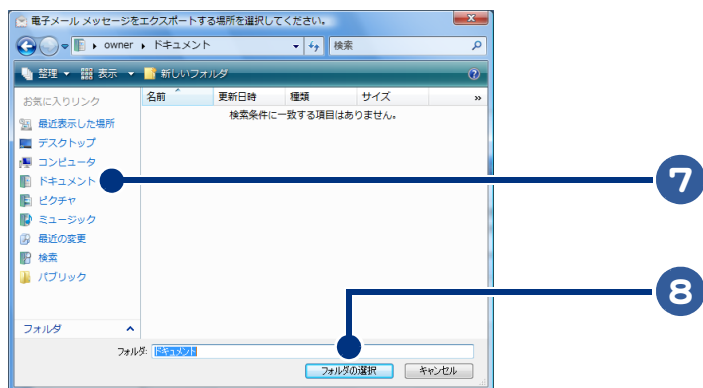 電子メール メッセージをエクスポートする場所を選択してください。
owner ▸ ドキュメント
検索
整理
表示
新しいフォルダ
お気に入りリンク
名前
更新日時
種類
サイズ
»
検索条件に一致する項目はありません。
最近表示した場所
デスクトップ
コンピュータ
ドキュメント
ピクチャ
ミュージック
最近の変更
検索
パブリック
フォルダ
フォルダ: ドキュメント
フォルダの選択
キャンセル
7
8